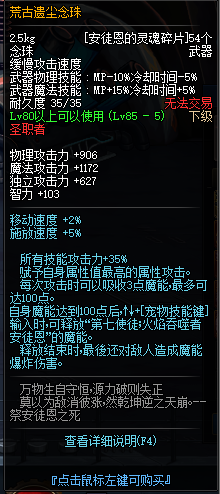 荒古遗尘念珠
2.5kg [安徒恩的灵魂碎片]54个
念珠 武器
缓慢的攻击速度
武器物理技能：MP-10%冷却时间-5%
武器魔法技能：MP+15%冷却时间+5%
耐久度 35/35 无法交易
Lv80以上可以使用 (Lv85 - 5) 下级
圣职者
物理攻击力 +906
魔法攻击力 +1172
独立攻击力 +627
智力 +103
移动速度 +2%
施放速度 +5%
所有技能攻击力+35%
赋予自身属性值最高的属性攻击。
每次攻击时可以吸收3点魔能,最多可
达100点。
自身魔能达到100点后,↑↓+[宠物技能键]
输入时,可释放“第七使徒,火焰吞噬者
安徒恩”的魔能。
释放结束时,最後还对敌人造成魔能
爆炸伤害。
万物生自守恒,源力破则失正
莫以为敌消彼涨,然乾坤逆之天崩。--
祭安徒恩之死
查看详细说明(F4)
『点击鼠标左键可购买』